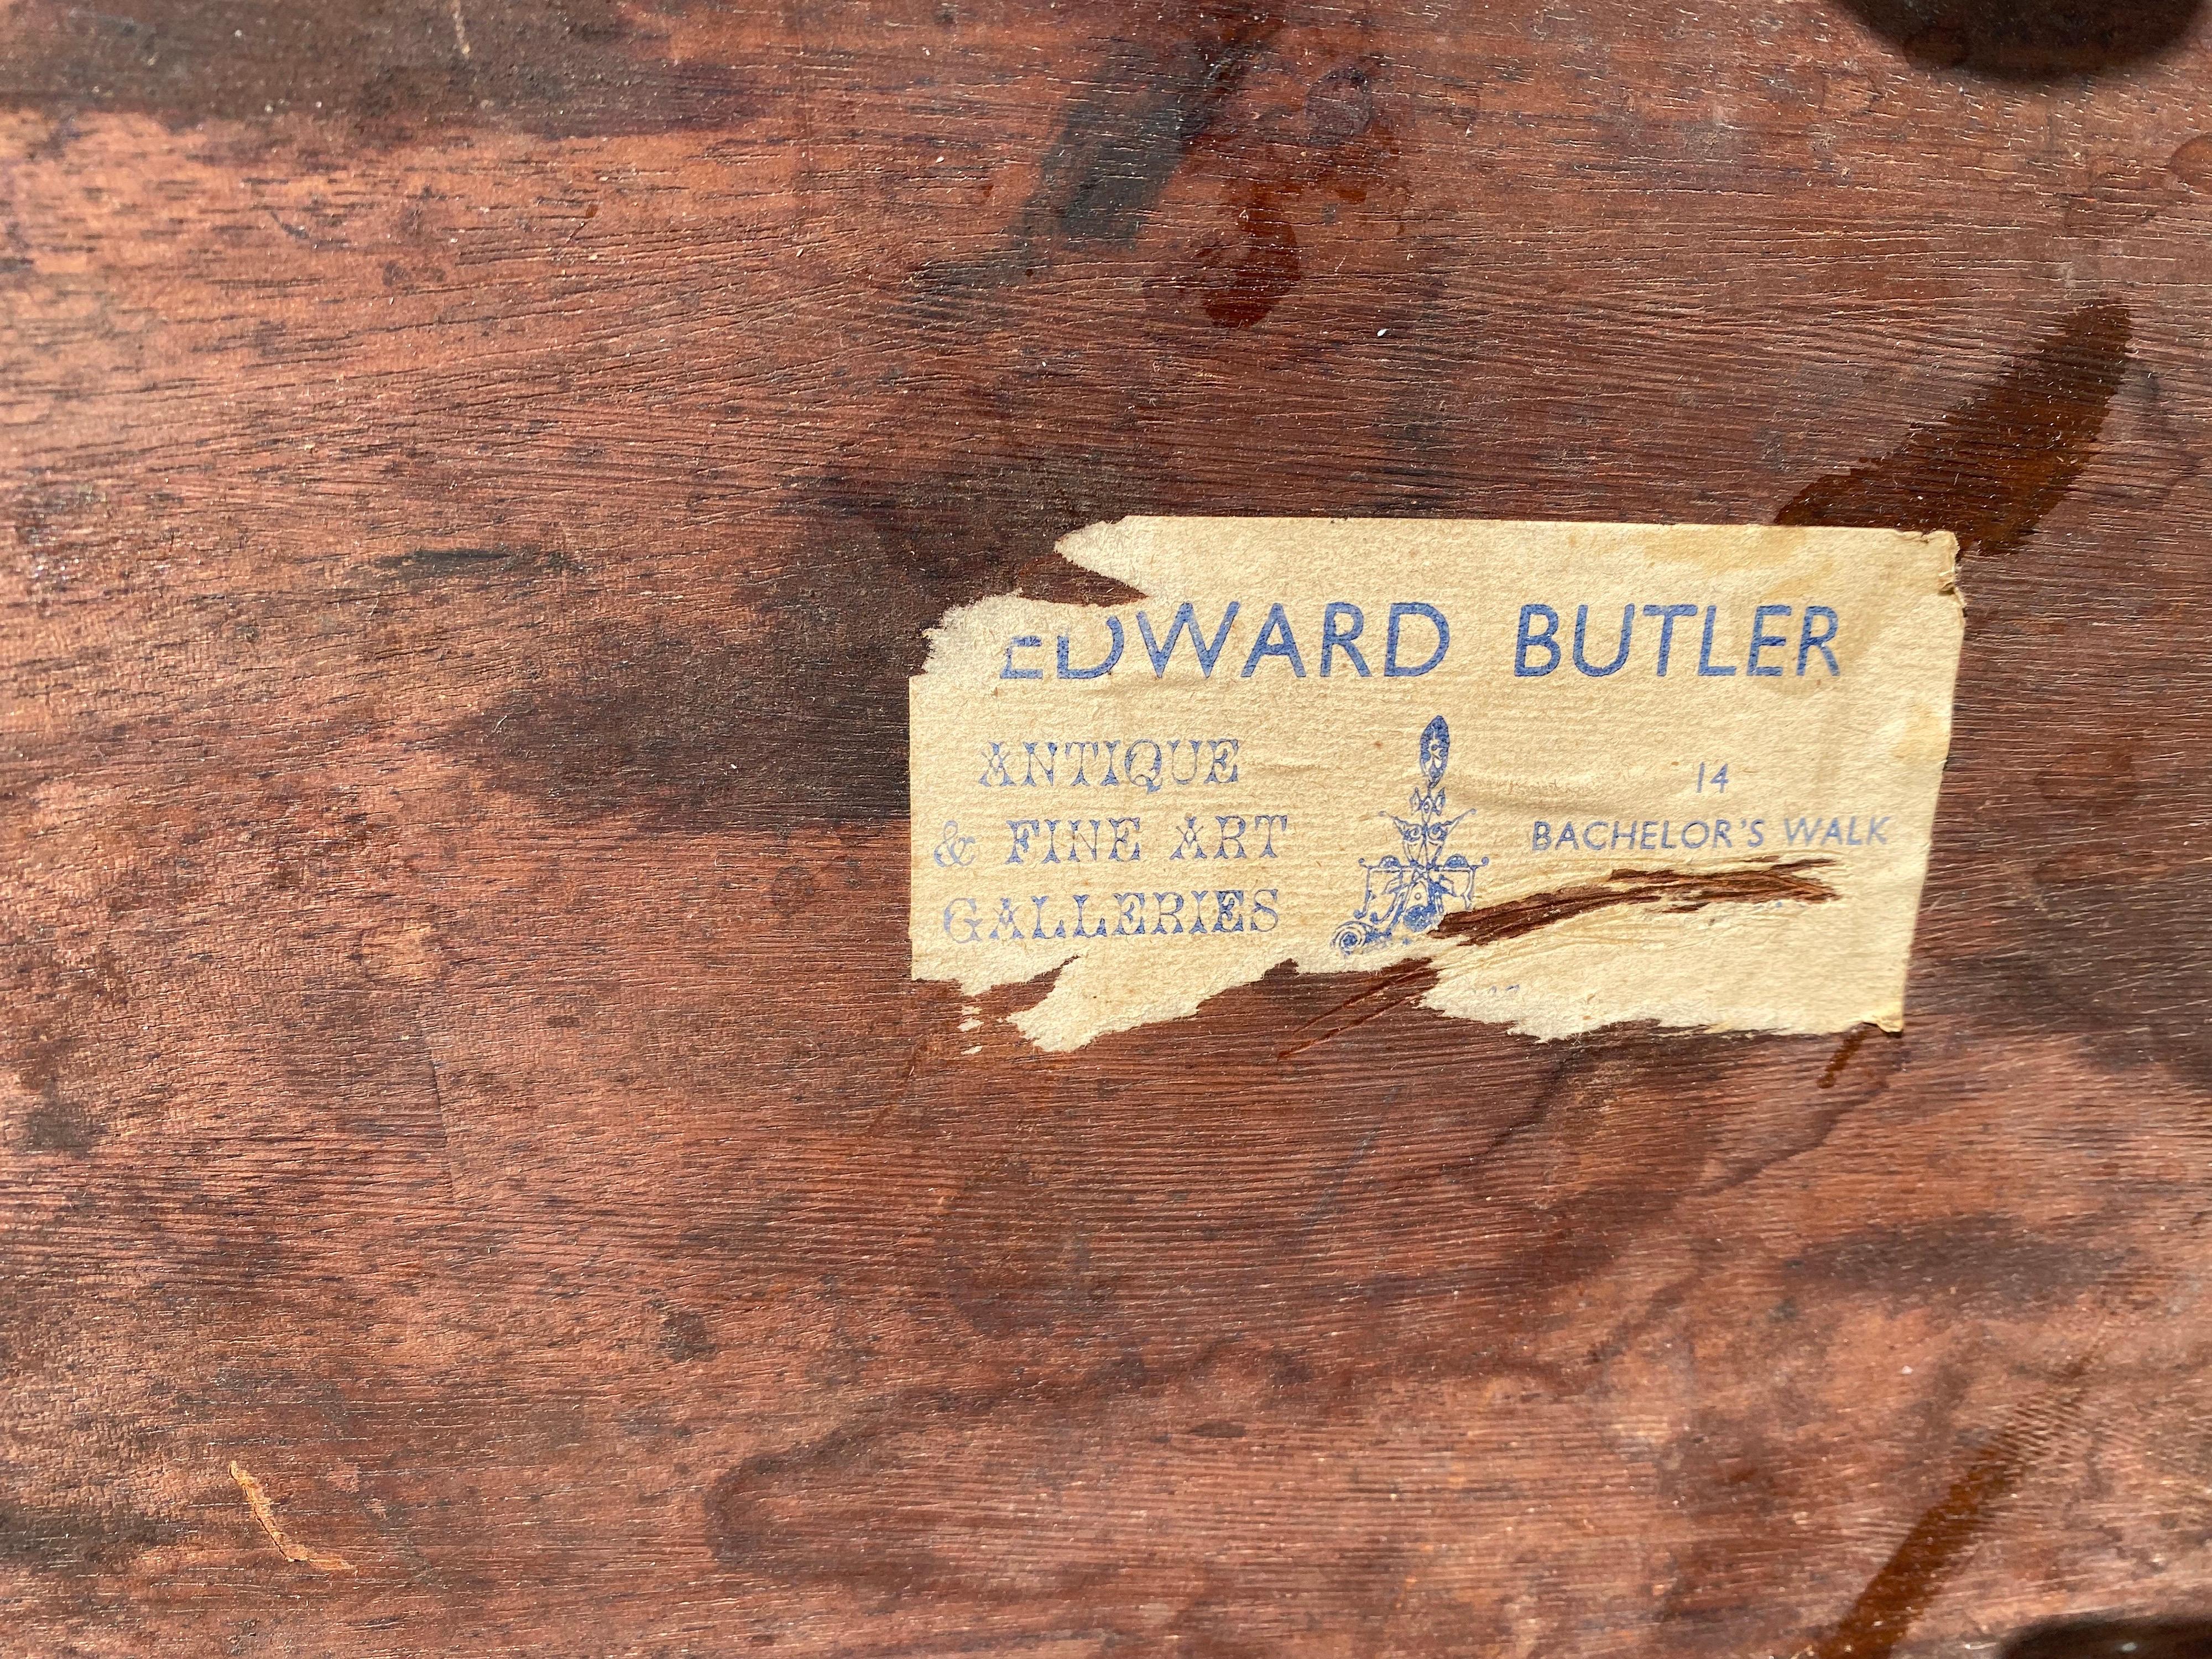 EDWARD BUTLER
ANTIQUE
& FINE ART
GALLERIES
14
BACHELOR'S WALK